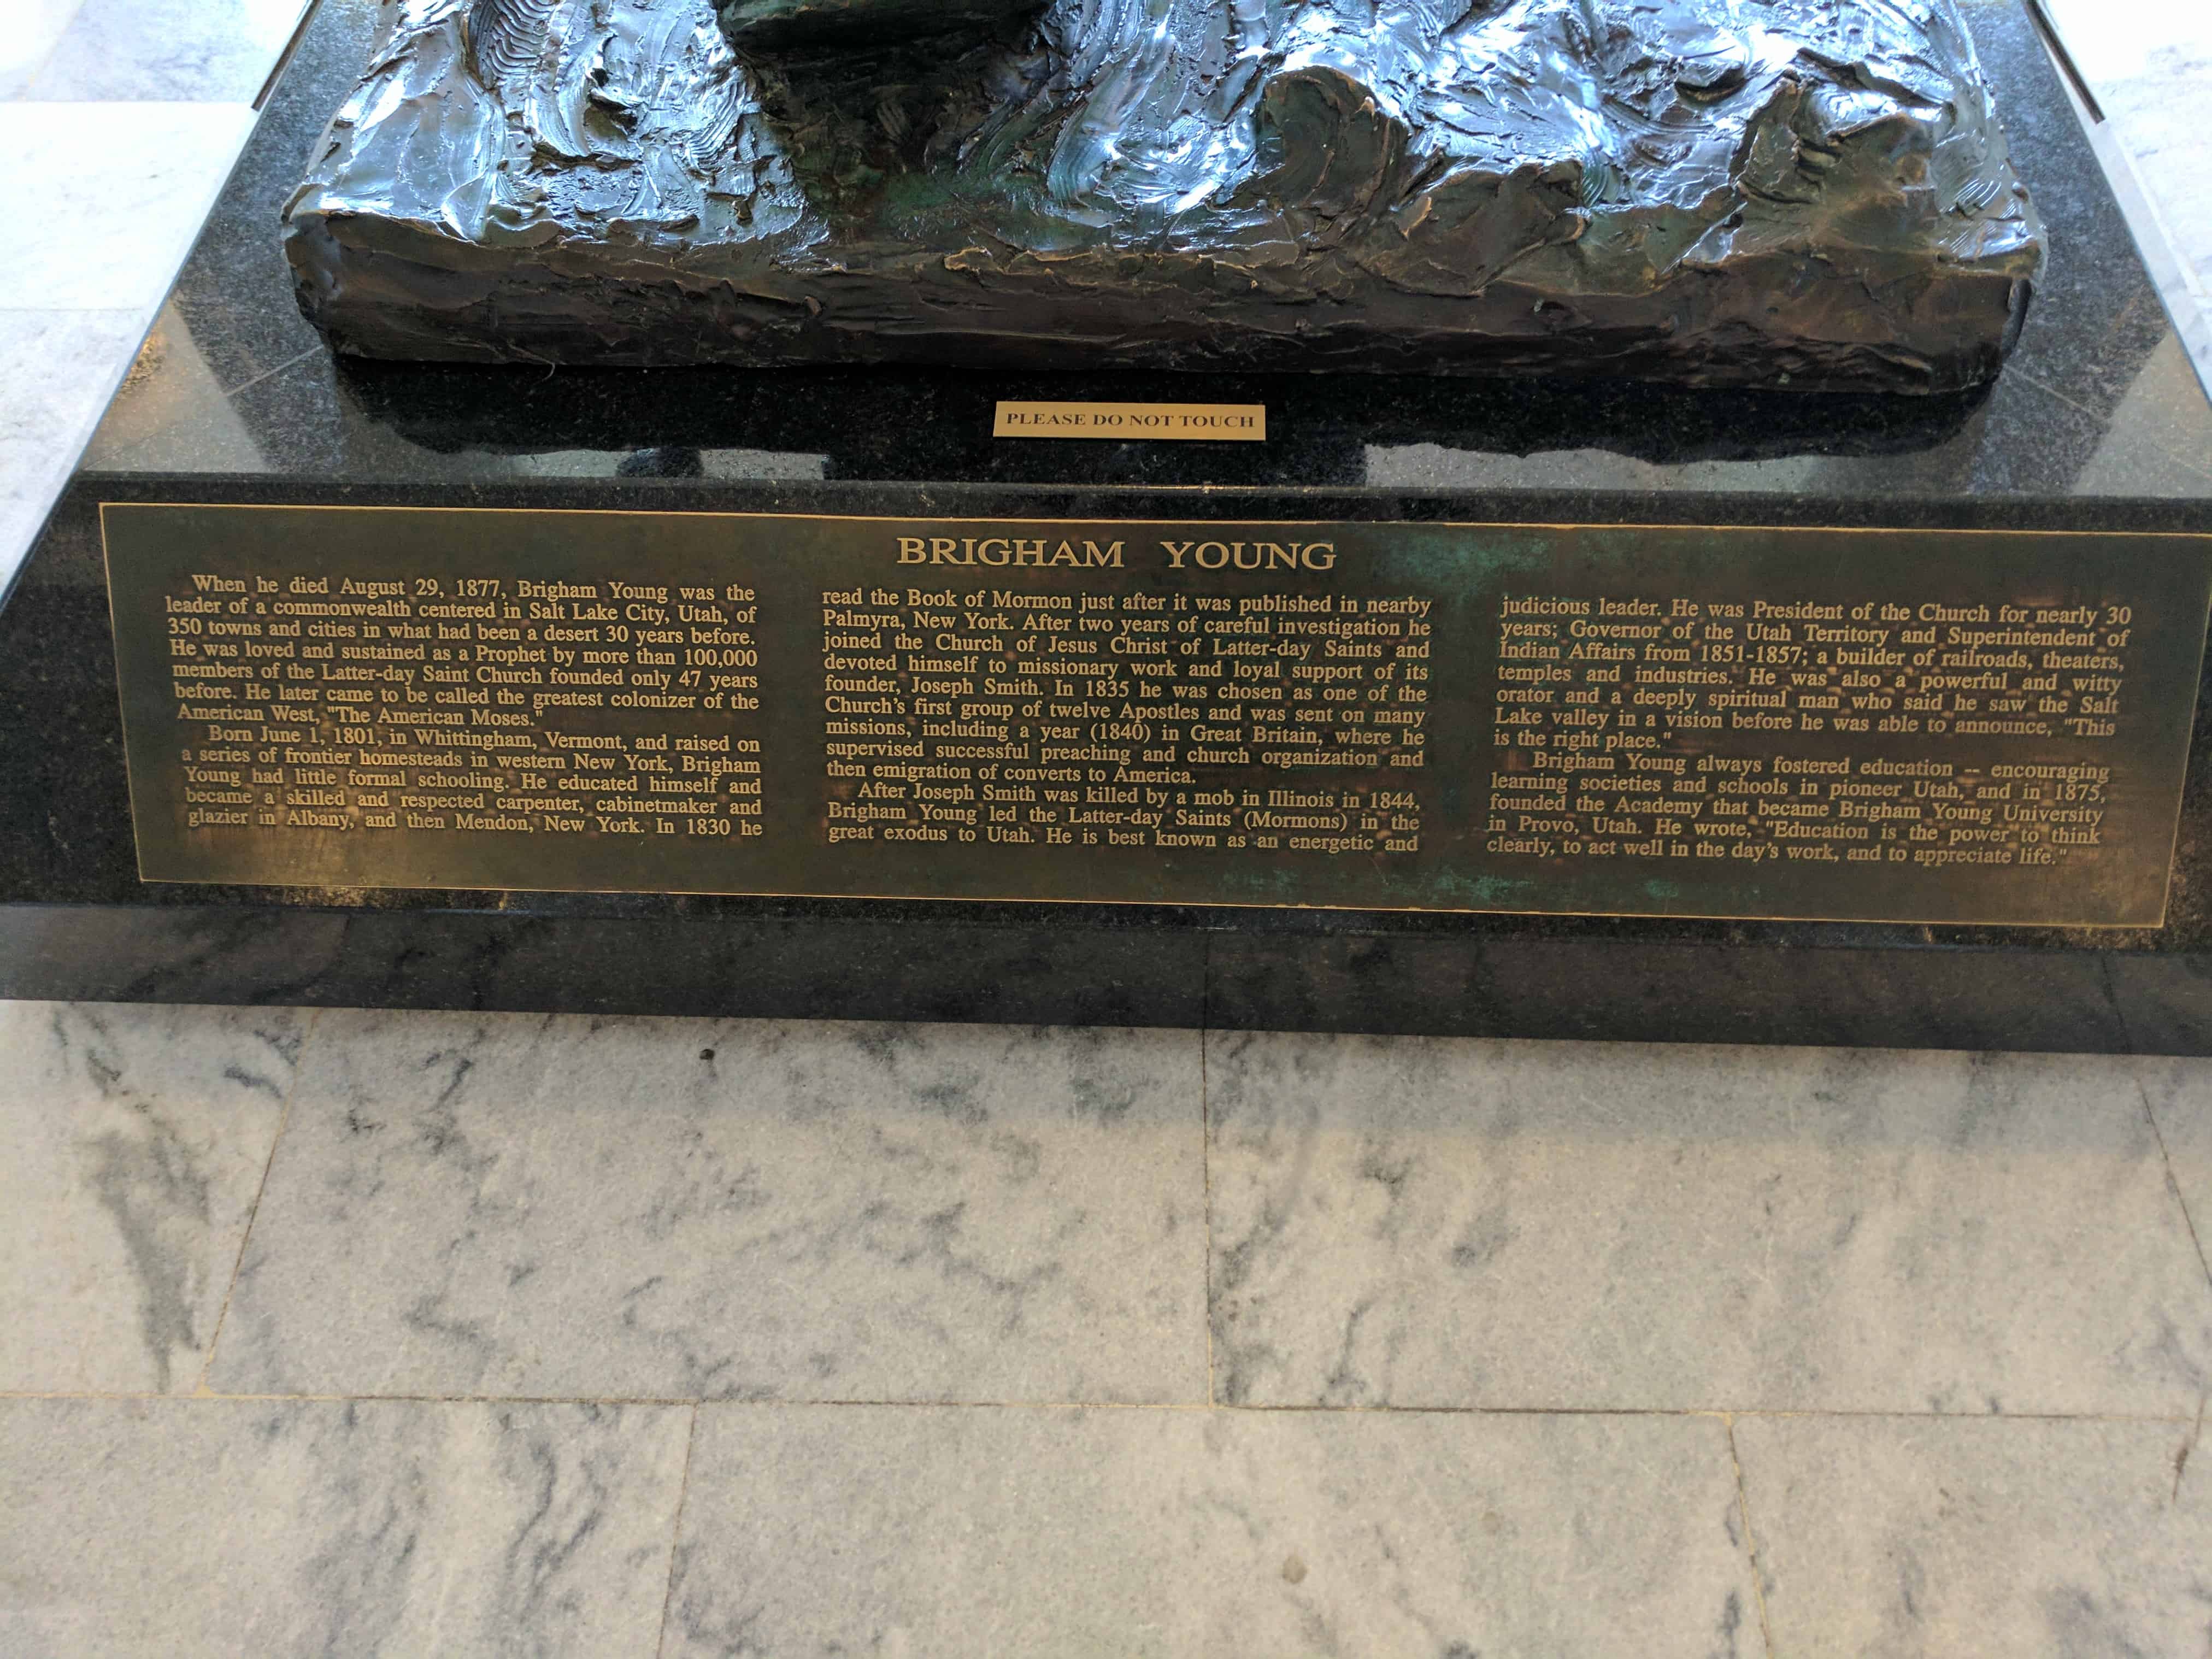 PLEASE DO NOT TOUCH
BRIGHAM YOUNG
When he died August 29, 1877, Brigham Young was the
leader of a commonwealth centered in Salt Lake City, Utah, of
350 towns and cities in what had been a desert 30 years before.
He was loved and sustained as a Prophet by more than 100,000
members of the Latter-day Saint Church founded only 47 years
before. He later came to be called the greatest colonizer of the
American West, "The American Moses."
Born June 1, 1801, in Whittingham, Vermont, and raised on
a series of frontier homesteads in western New York, Brigham
Young had little formal schooling. He educated himself and
became a skilled and respected carpenter, cabinetmaker and
glazier in Albany, and then Mendon, New York. In 1830 he
read the Book of Mormon just after it was published in nearby
Palmyra, New York. After two years of careful investigation he
joined the Church of Jesus Christ of Latter-day Saints and
devoted himself to missionary work and loyal support of its
founder, Joseph Smith. In 1835 he was chosen as one of the
Church's first group of twelve Apostles and was sent on many
missions, including a year (1840) in Great Britain, where he
supervised successful preaching and church organization and
then emigration of converts to America.
After Joseph Smith was killed by a mob in Illinois in 1844,
Brigham Young led the Latter-day Saints (Mormons) in the
great exodus to Utah. He is best known as an energetic and
judicious leader. He was President of the Church for nearly 30
years; Governor of the Utah Territory and Superintendent of
Indian Affairs from 1851-1857; a builder of railroads, theaters,
temples and industries. He was also a powerful and witty
orator and a deeply spiritual man who said he saw the Salt
Lake valley in a vision before he was able to announce, "This
is the right place."
Brigham Young always fostered education -- encouraging
learning societies and schools in pioneer Utah, and in 1875,
founded the Academy that became Brigham Young University
in Provo, Utah. He wrote, "Education is the power to think
clearly, to act well in the day's work, and to appreciate life."